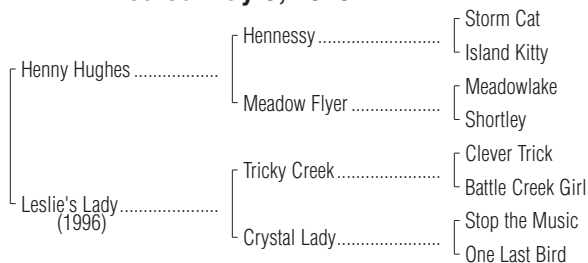 Storm Cat
Hennessy
Island Kitty
Henny Hughes
Meadowlake
Meadow Flyer
Shortley
Clever Trick
Tricky Creek
Battle Creek Girl
Leslie's Lady
(1996)
Stop the Music
Crystal Lady
One Last Bird